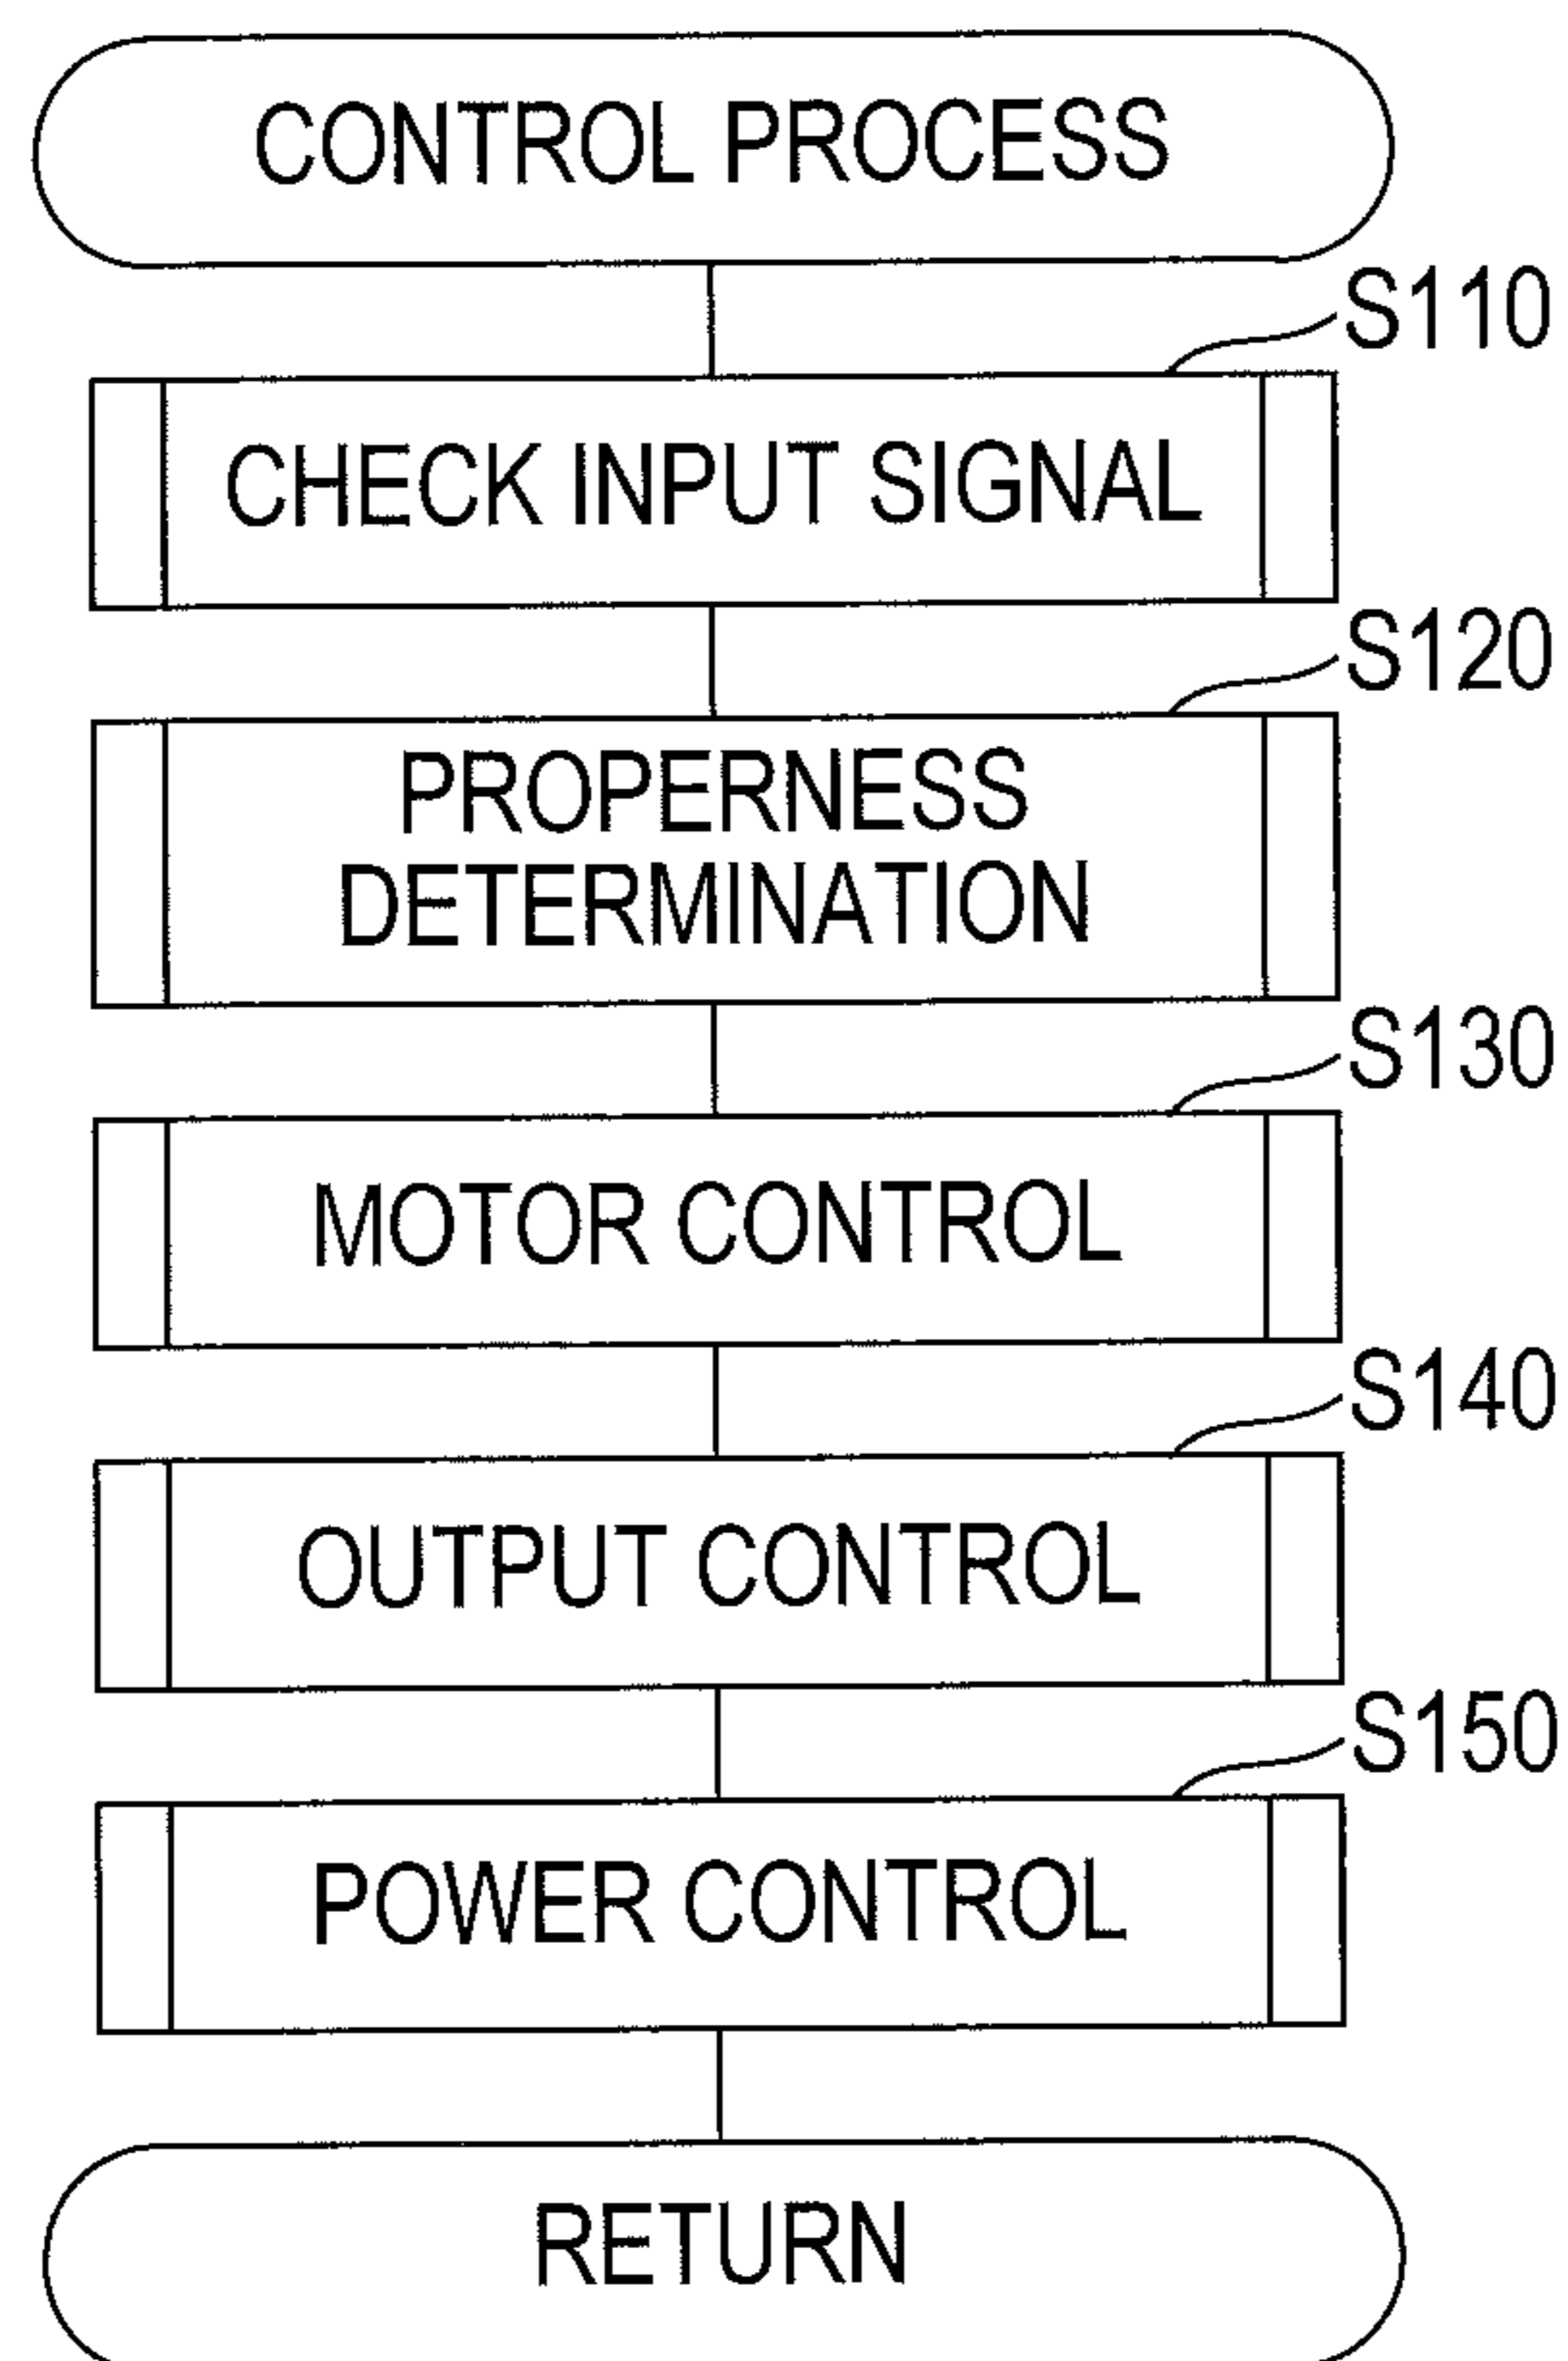 CONTROL PROCESS
S110
CHECK INPUT SIGNAL
S120
PROPERNESS
DETERMINATION
S130
MOTOR CONTROL
S140
OUTPUT CONTROL
S150
POWER CONTROL
RETURN